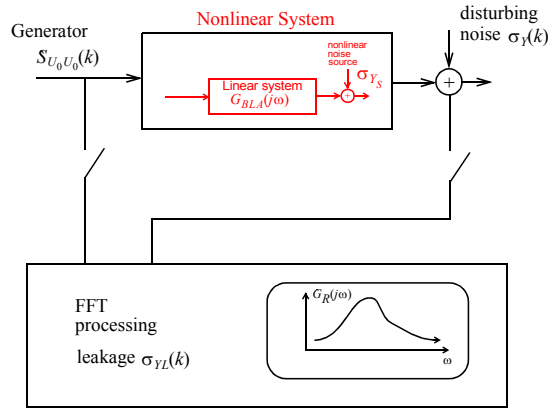 Nonlinear System
disturbing
noise σ_Y(k)
Generator
S_{U_0U_0}(k)
nonlinear
noise
source
σ_{Y_S}
Linear system
G_{BLA}(jω)
+
+
FFT
processing
leakage σ_{YL}(k)
G_R(jω)
ω